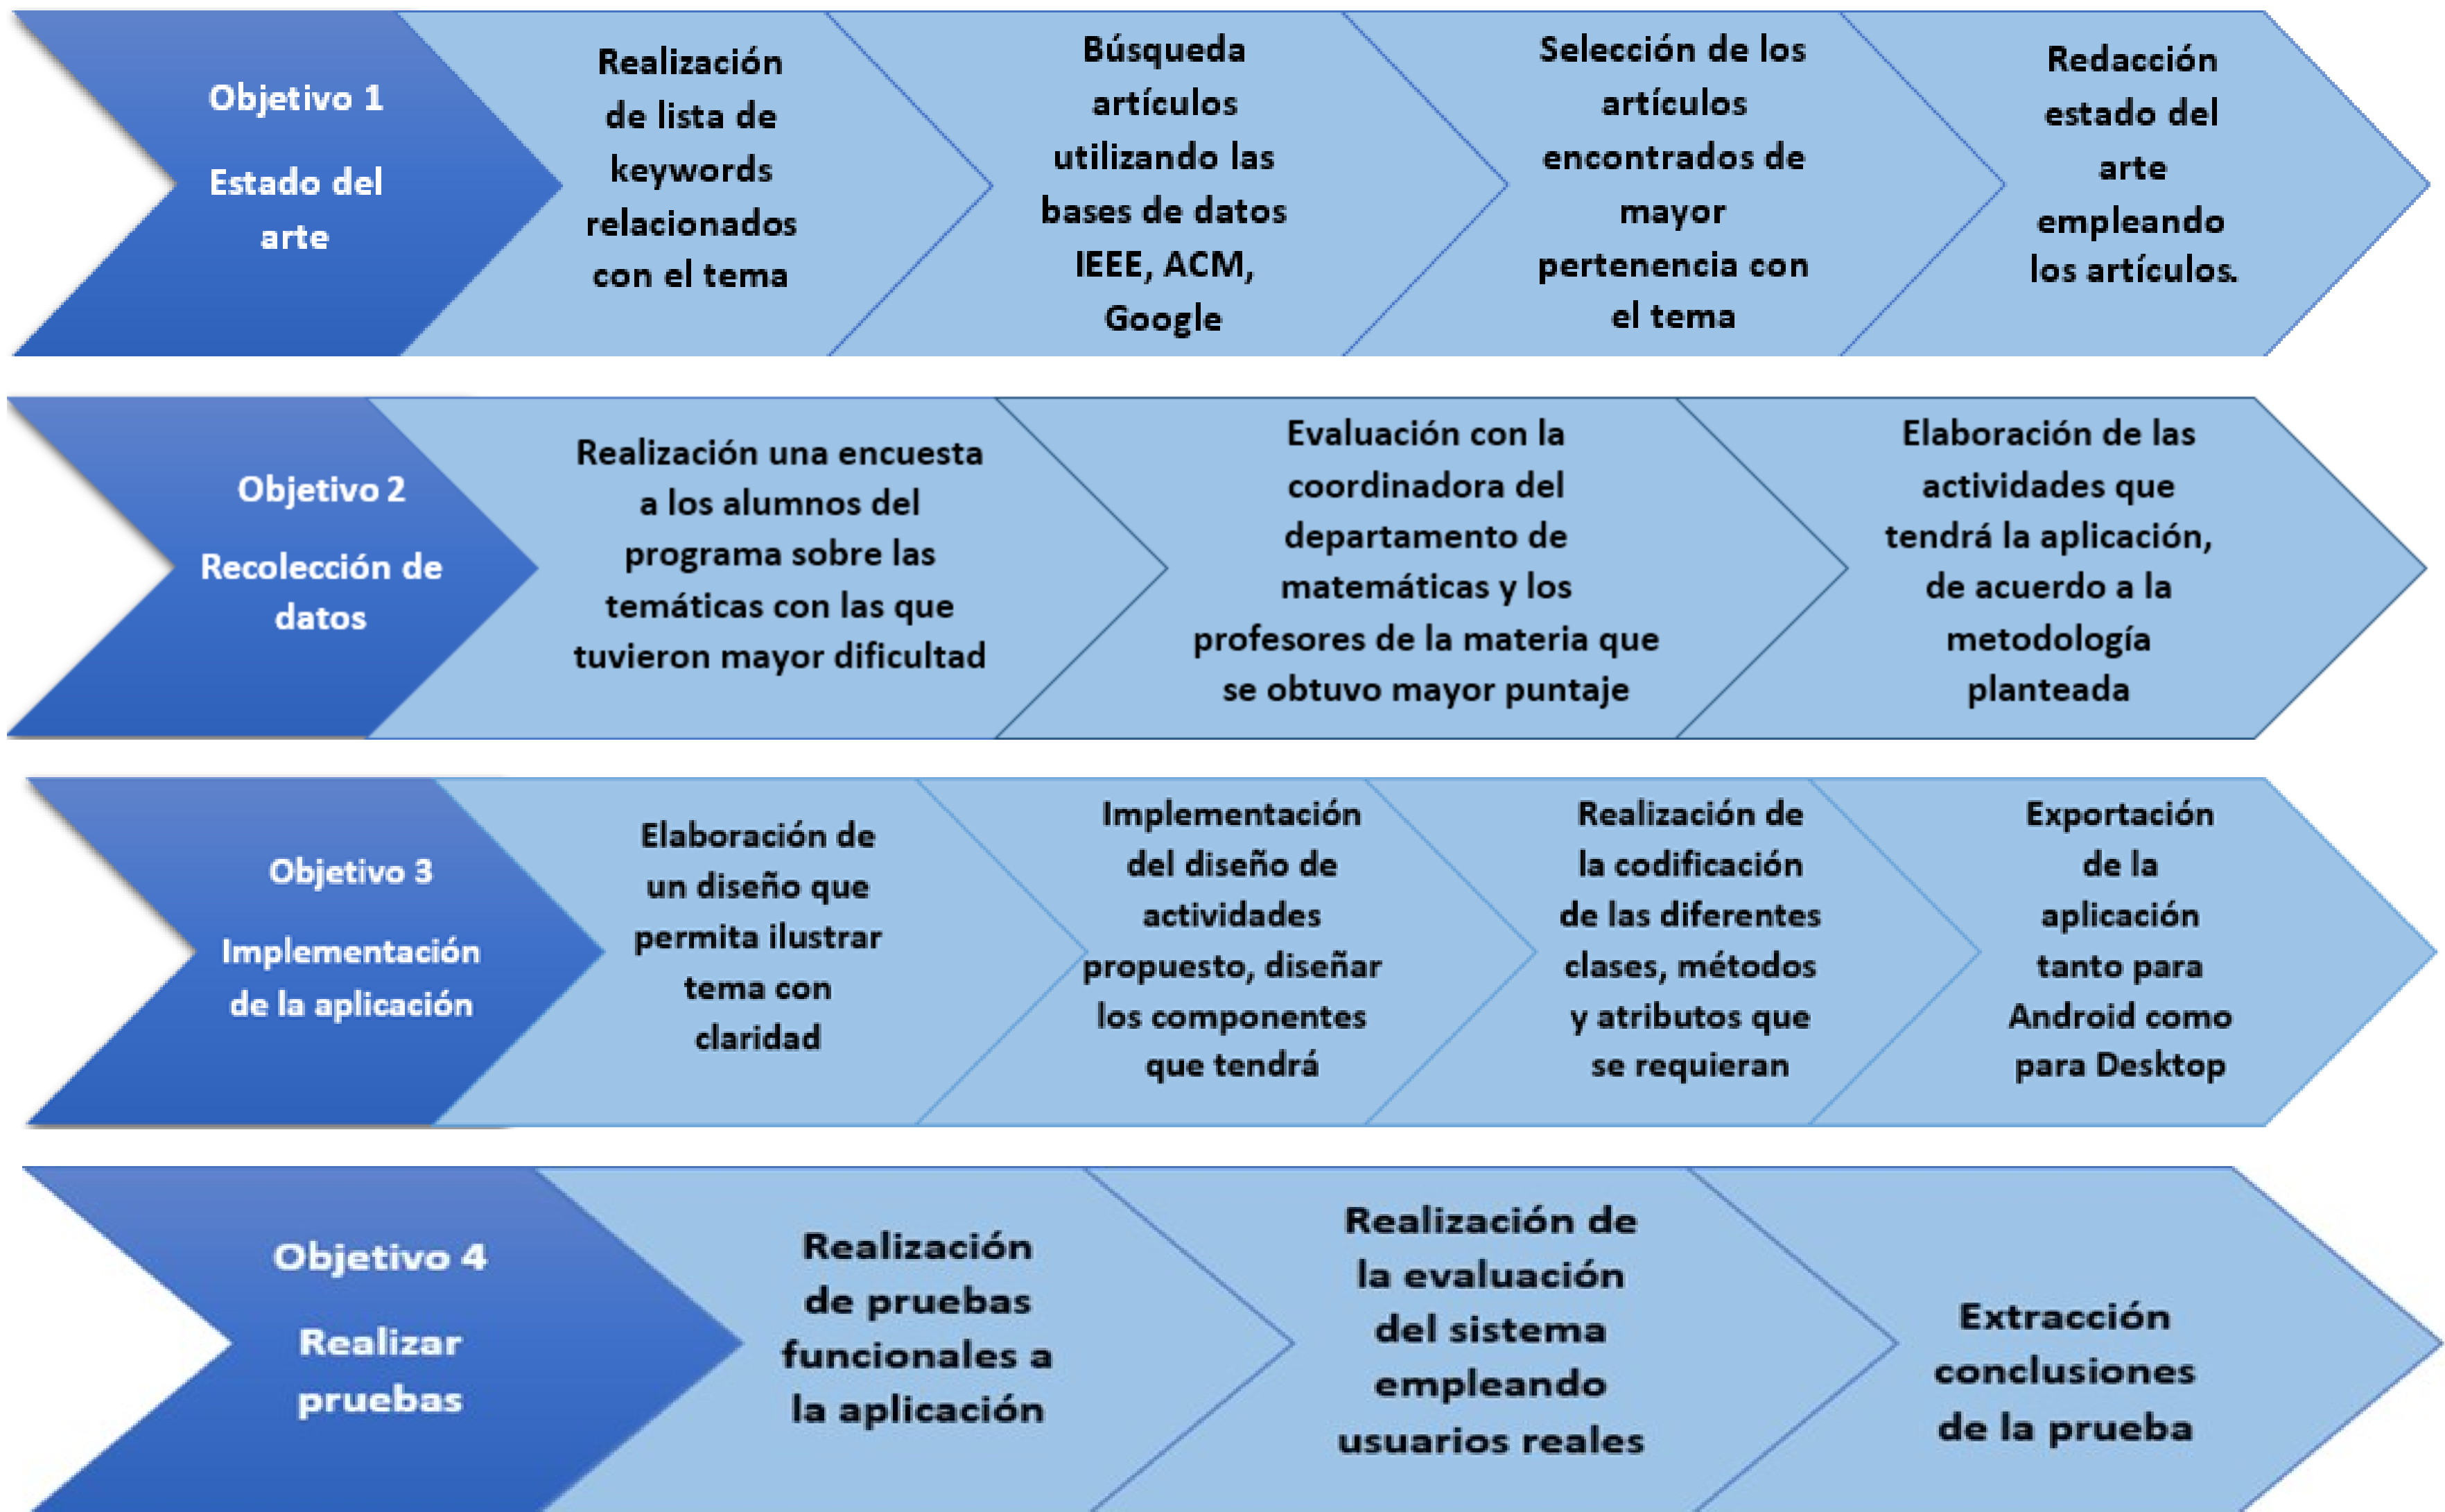 Objetivo 1
Estado del
arte
Realización
de lista de
keywords
relacionados
con el tema
Búsqueda
artículos
utilizando las
bases de datos
IEEE, ACM,
Google
Selección de los
artículos
encontrados de
mayor
pertenencia con
el tema
Redacción
estado del
arte
empleando
los artículos.
Objetivo 2
Recolección de
datos
Realización una encuesta
a los alumnos del
programa sobre las
temáticas con las que
tuvieron mayor dificultad
Evaluación con la
coordinadora del
departamento de
matemáticas y los
profesores de la materia que
se obtuvo mayor puntaje
Elaboración de las
actividades que
tendrá la aplicación,
de acuerdo a la
metodología
planteada
Objetivo 3
Implementación
de la aplicación
Elaboración de
un diseño que
permita ilustrar
tema con
claridad
Implementación
del diseño de
actividades
propuesto, diseñar
los componentes
que tendrá
Realización de
la codificación
de las diferentes
clases, métodos
y atributos que
se requieran
Exportación
de la
aplicación
tanto para
Android como
para Desktop
Objetivo 4
Realizar
pruebas
Realización
de pruebas
funcionales a
la aplicación
Realización de
la evaluación
del sistema
empleando
usuarios reales
Extracción
conclusiones
de la prueba